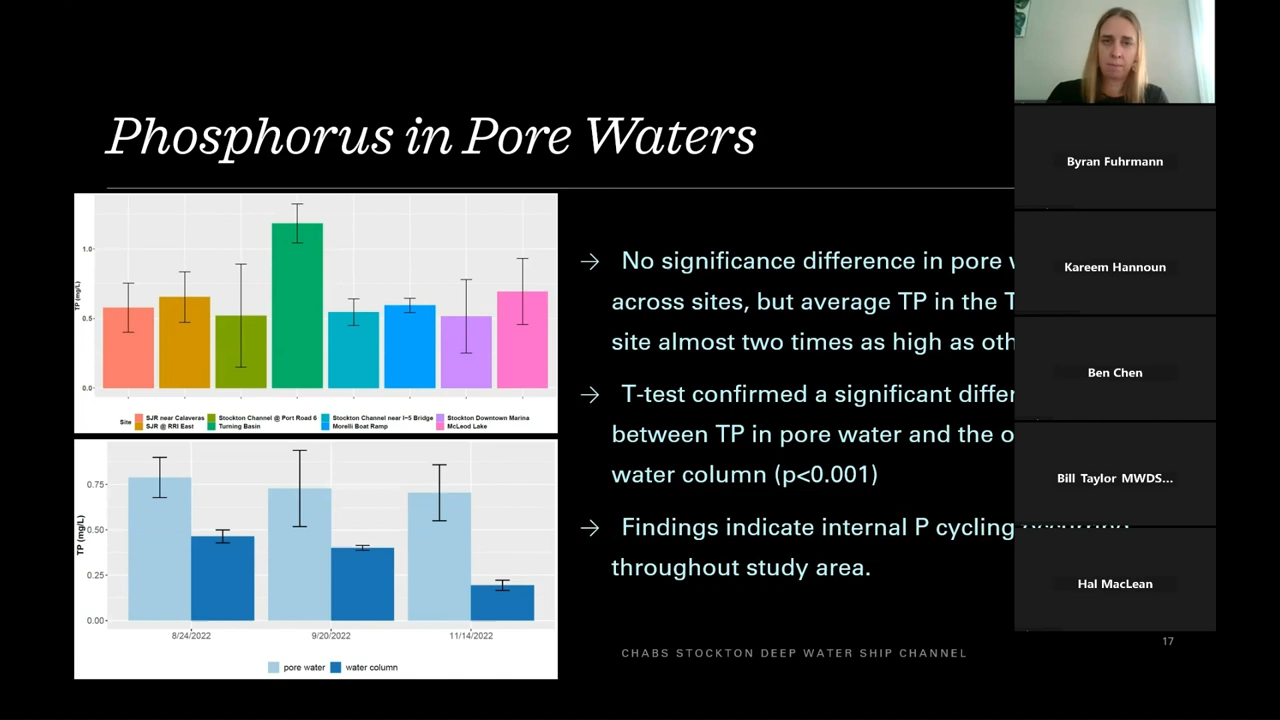 Phosphorus in Pore Waters
TP (mg/L)
1.0
0.5
0.0
Site
SJR near Calaveras
Stockton Channel @ Port Road 6
Stockton Channel near I-5 Bridge
Stockton Downtown Marina
SJR @ RRI East
Turning Basin
Morelli Boat Ramp
McLeod Lake
TP (mg/L)
0.75
0.50
0.25
0.00
8/24/2022
9/20/2022
11/14/2022
pore water
water column
→ No significance difference in pore
across sites, but average TP in the
site almost two times as high as
→ T-test confirmed a significant
between TP in pore water and the
water column (p<0.001)
→ Findings indicate internal P cycling
throughout study area.
CHABS STOCKTON DEEP WATER SHIP CHANNEL
17
Byran Fuhrmann
Kareem Hannoun
Ben Chen
Bill Taylor MWDS...
Hal MacLean